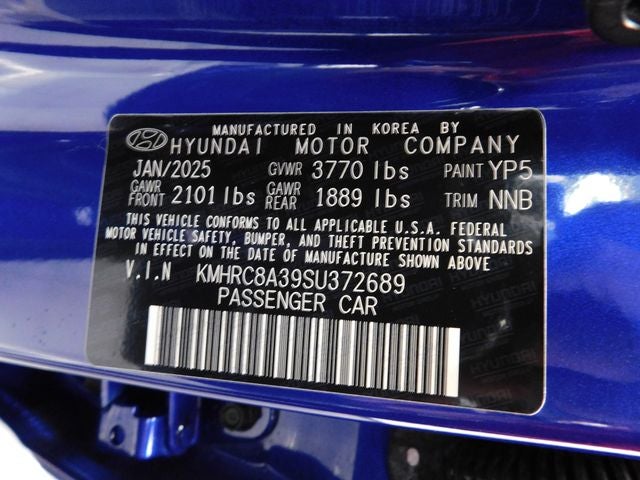 MANUFACTURED IN KOREA BY
HYUNDAI MOTOR COMPANY
JAN/2025 GVWR 3770 lbs PAINT YP5
GAWR FRONT 2101 lbs GAWR REAR 1889 lbs TRIM NNB
THIS VEHICLE CONFORMS TO ALL APPLICABLE U.S.A. FEDERAL
MOTOR VEHICLE SAFETY, BUMPER, AND THEFT PREVENTION STANDARDS
IN EFFECT ON THE DATE OF MANUFACTURE SHOWN ABOVE
V.I.N KMHRC8A39SU372689
PASSENGER CAR